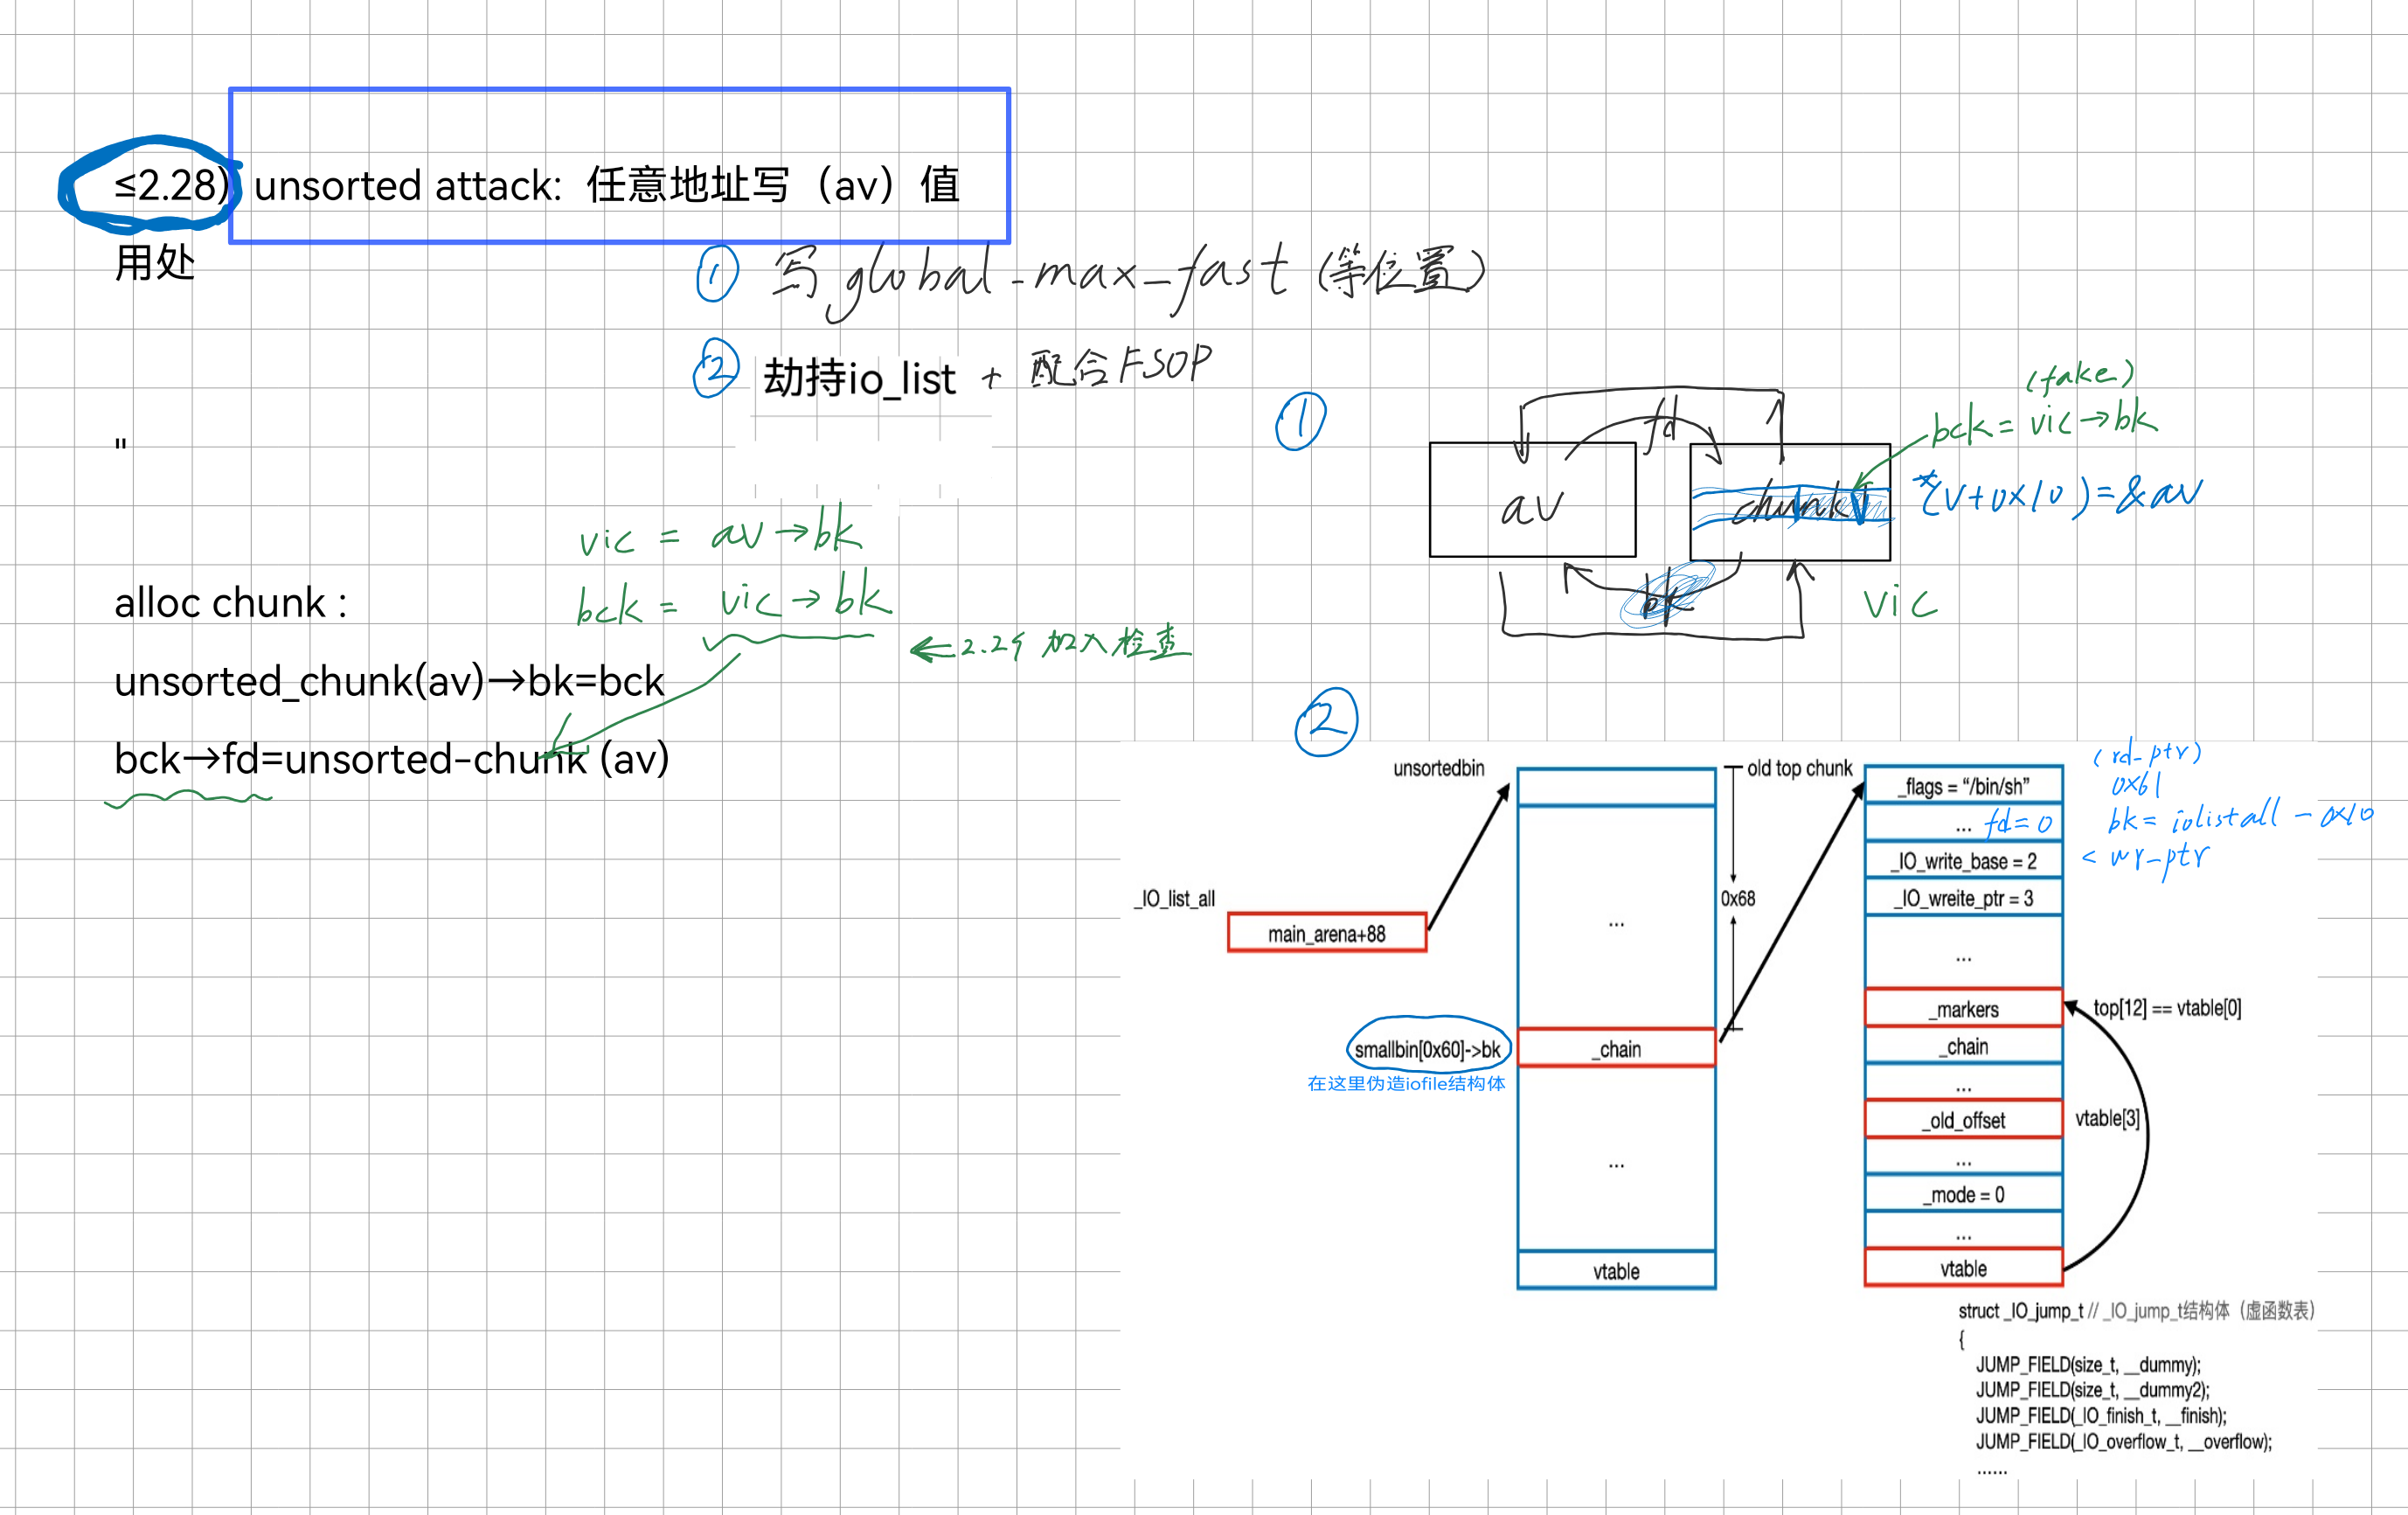 ≤2.28) unsorted attack: 任意地址写（av）值
用处
① 写global-max-fast (等位置)
② 劫持io_list + 配合FSOP
"
vic = av→bk
alloc chunk :
bck = vic→bk
←2.29 加入检查
unsorted_chunk(av)→bk=bck
bck→fd=unsorted-chunk (av)
①
fd
(fake)
bck = vic→bk
av
chunk V
*(V+0x10)=&av
bk
vic
②
unsortedbin
old top chunk
_flags = “/bin/sh”
(rd_ptr)
0x61
... fd=0
bk= iolistall - 0x10
_IO_write_base = 2
< wr_ptr
_IO_list_all
0x68
_IO_wreite_ptr = 3
main_arena+88
...
...
_markers
top[12] == vtable[0]
smallbin[0x60]->bk
_chain
_chain
在这里伪造iofile结构体
...
_old_offset
vtable[3]
...
...
_mode = 0
...
vtable
vtable
struct _IO_jump_t // _IO_jump_t结构体（虚函数表）
{
JUMP_FIELD(size_t, __dummy);
JUMP_FIELD(size_t, __dummy2);
JUMP_FIELD(_IO_finish_t, __finish);
JUMP_FIELD(_IO_overflow_t, __overflow);
......